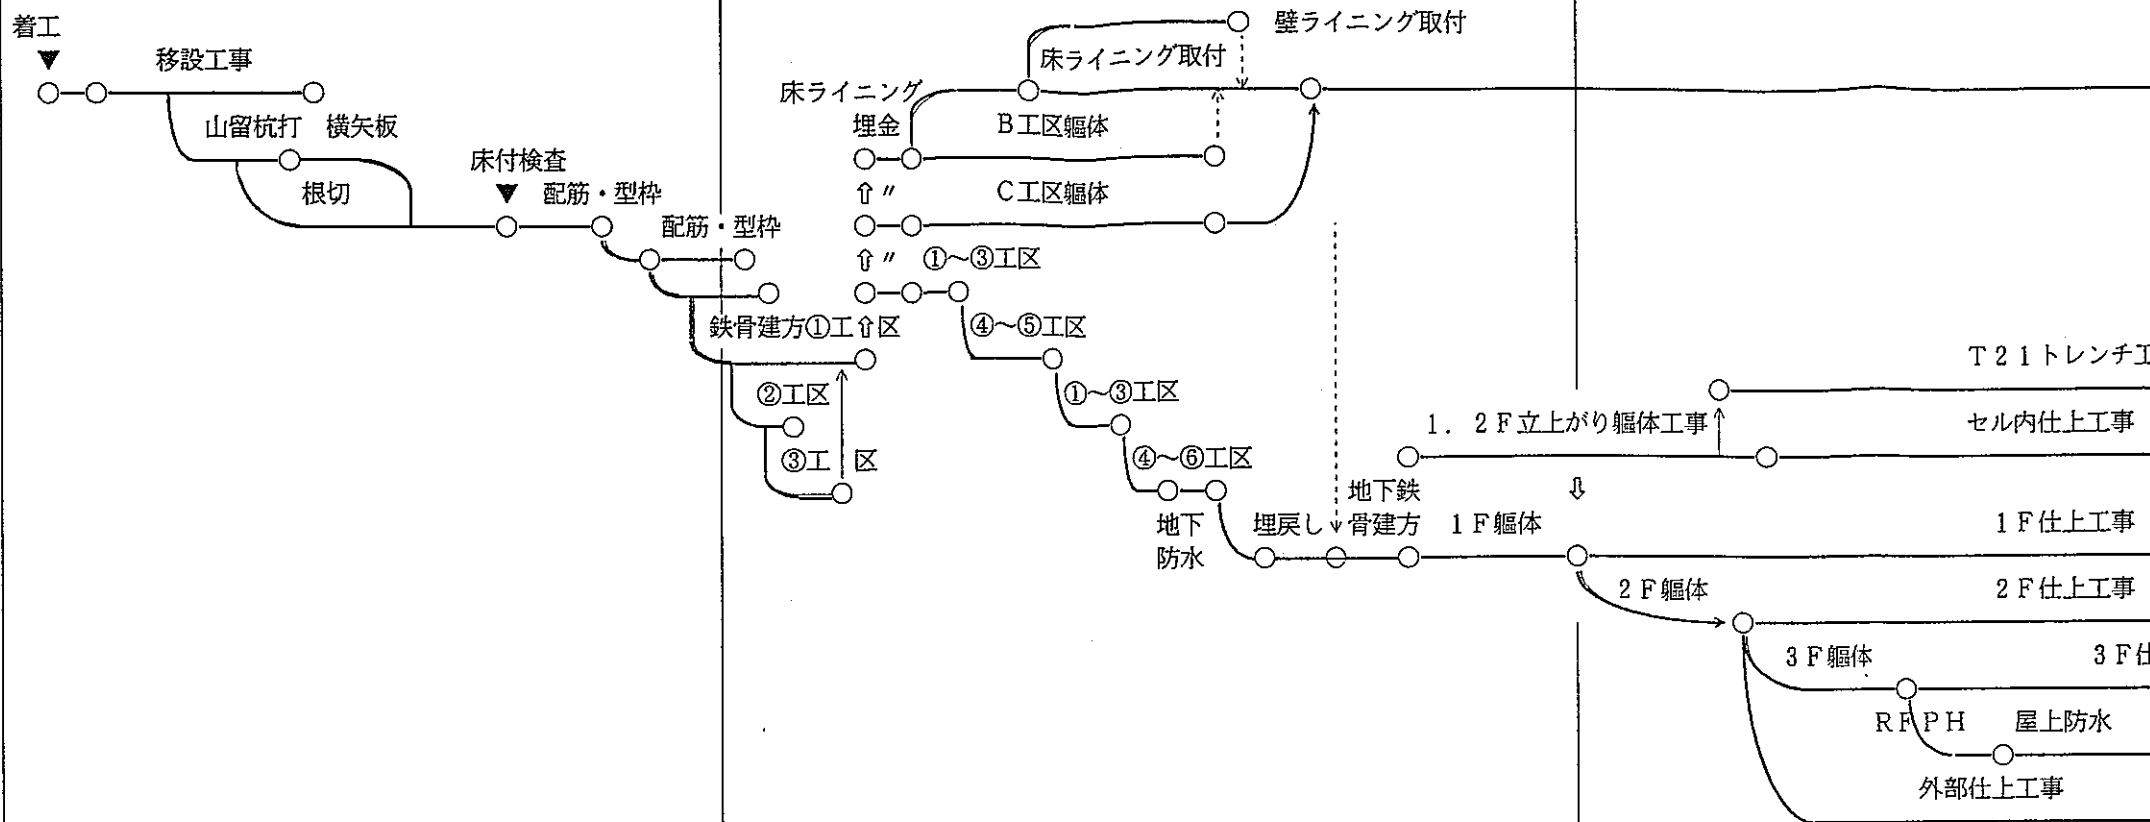 着工
移設工事
山留杭打 横矢板
根切
床付検査
配筋・型枠
配筋・型枠
鉄骨建方①工区
②工区
③工区
壁ライニング取付
床ライニング取付
床ライニング
埋金
B工区軀体
〃 C工区軀体
〃 ①〜③工区
④〜⑤工区
①〜③工区
④〜⑥工区
地下
防水
埋戻し
地下鉄
骨建方
1F軀体
1.2F立上がり軀体工事
T21トレンチ工
セル内仕上工事
1F仕上工事
2F軀体
2F仕上工事
3F軀体
3F仕
RFPH 屋上防水
外部仕上工事